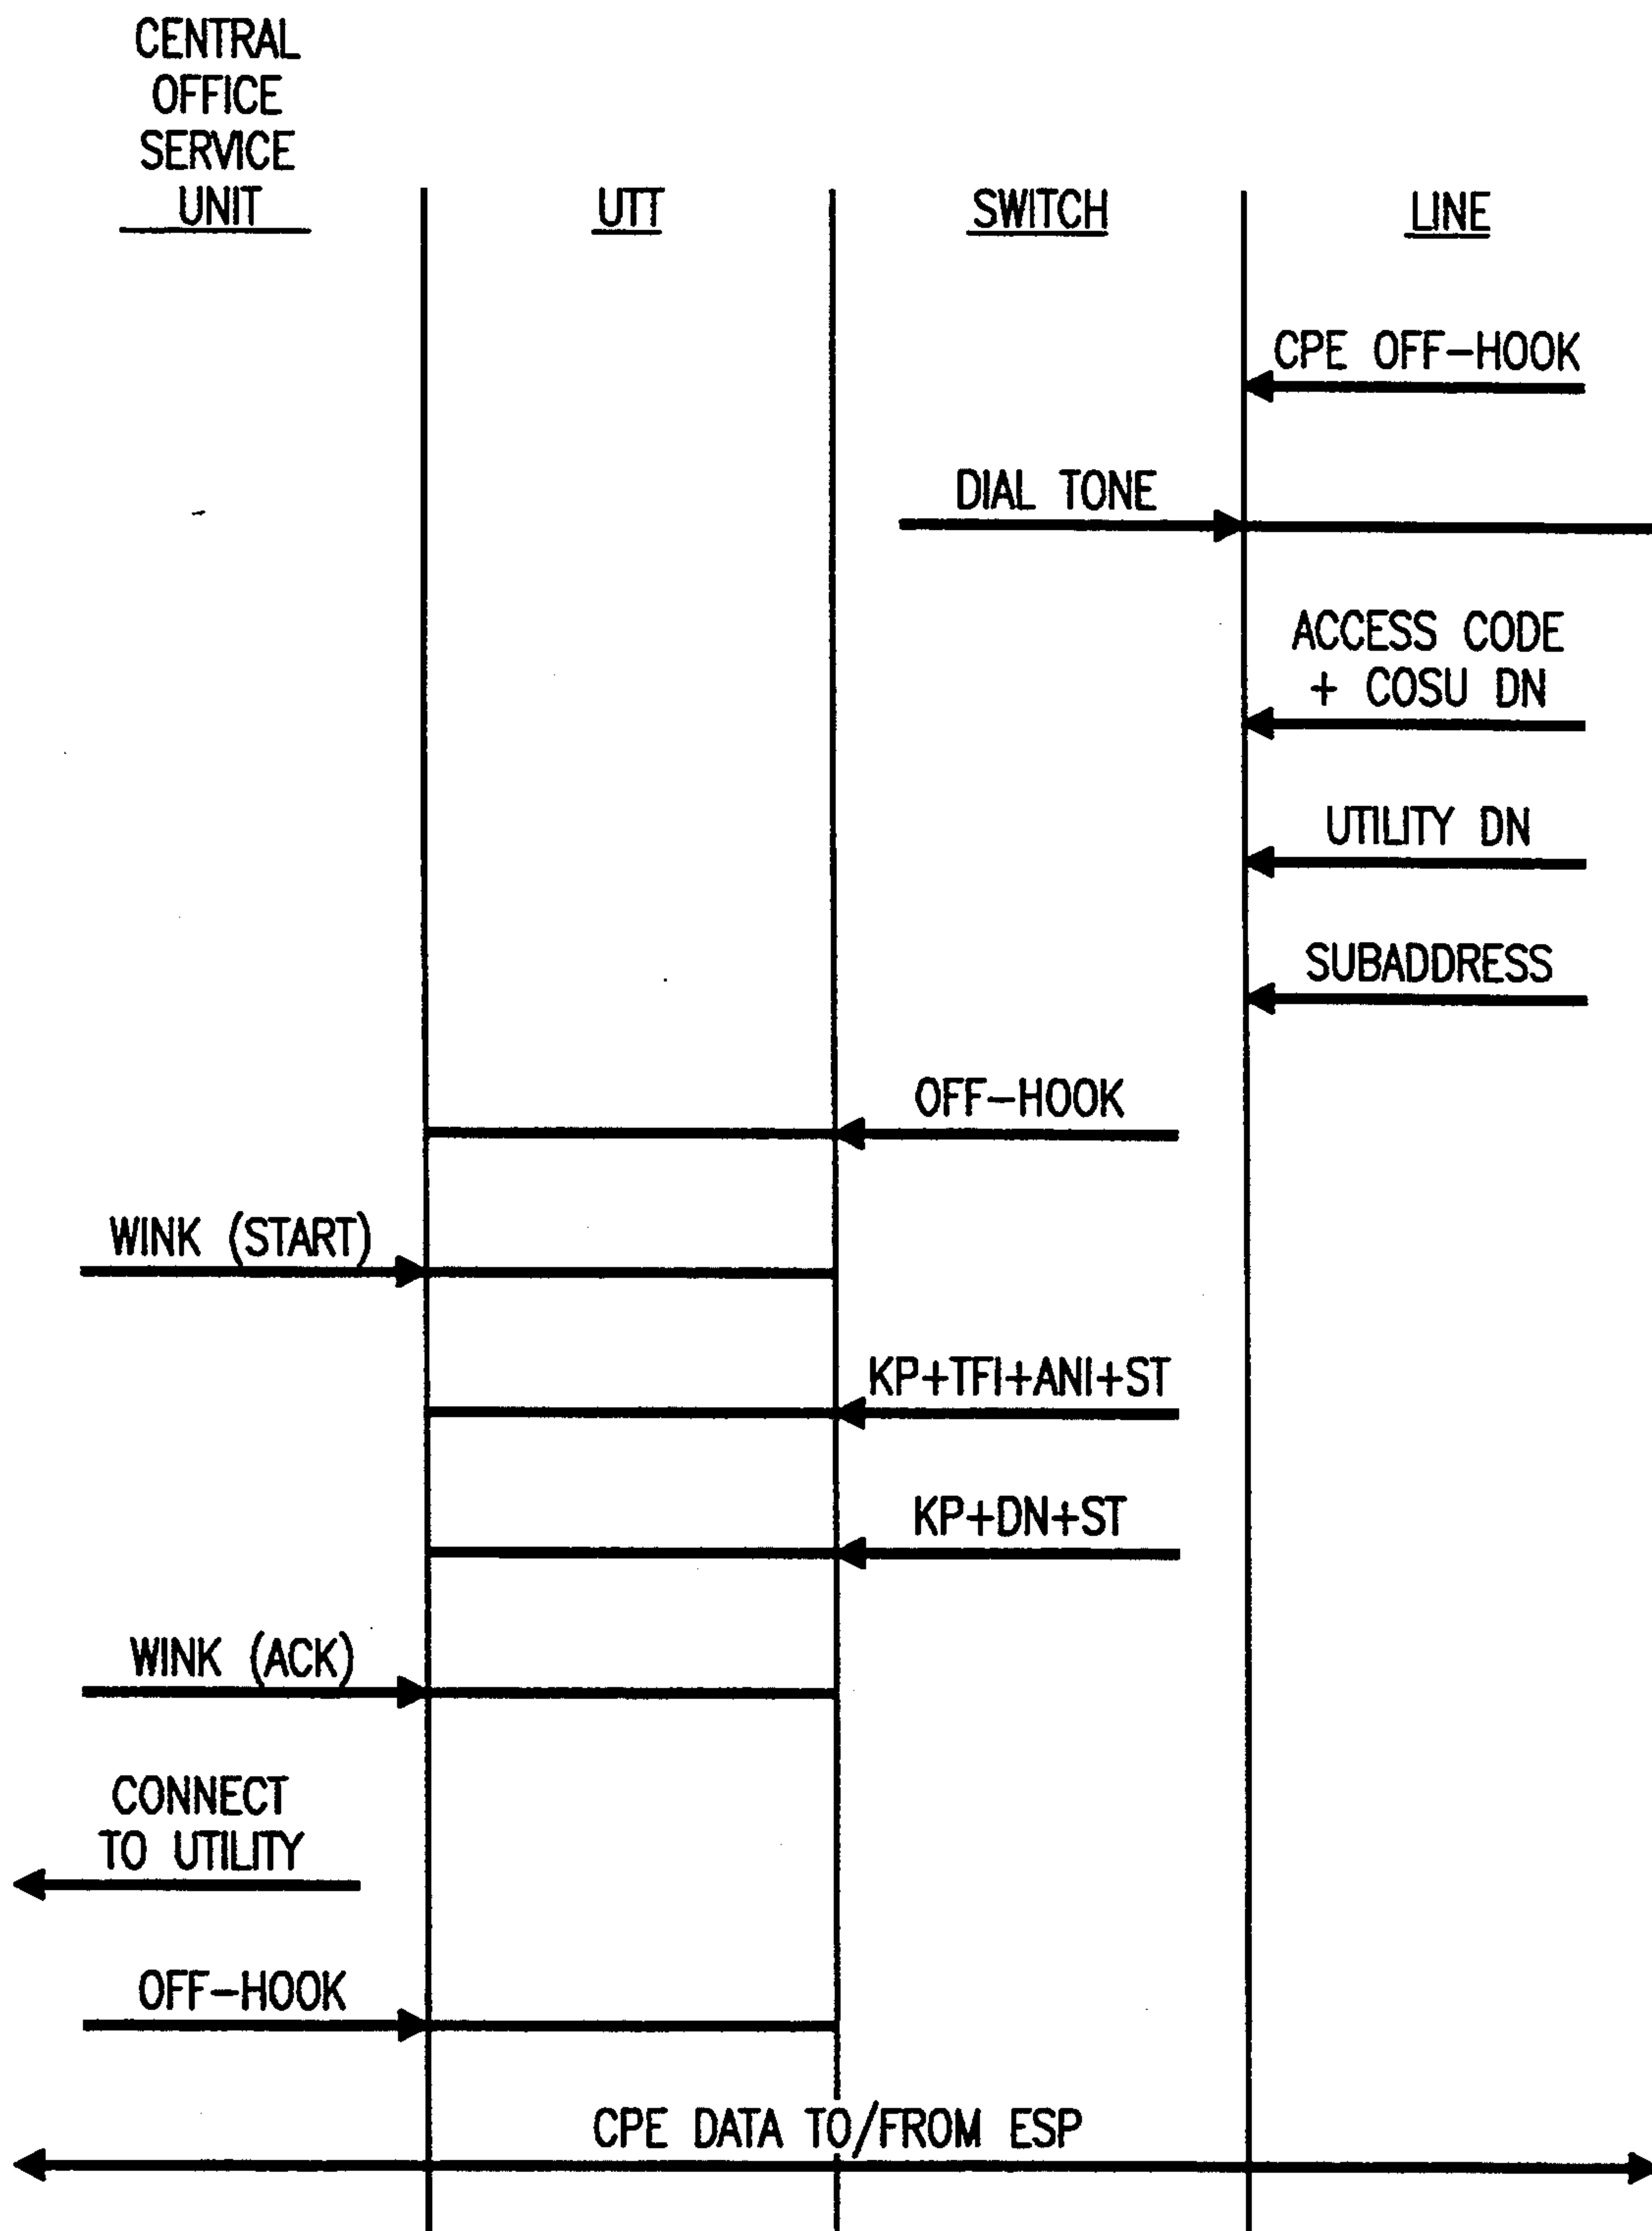 CENTRAL
OFFICE
SERVICE
UNIT
UTT
SWITCH
LINE
CPE OFF-HOOK
DIAL TONE
ACCESS CODE
+ COSU DN
UTILITY DN
SUBADDRESS
OFF-HOOK
WINK (START)
KP+TFI+ANI+ST
KP+DN+ST
WINK (ACK)
CONNECT
TO UTILITY
OFF-HOOK
CPE DATA TO/FROM ESP